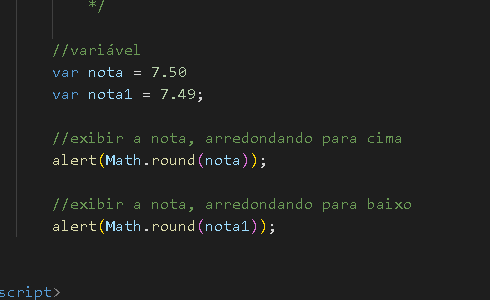 */
//variável
var nota = 7.50
var nota1 = 7.49;
//exibir a nota, arredondando para cima
alert(Math.round(nota));
//exibir a nota, arredondando para baixo
alert(Math.round(nota1));
script>